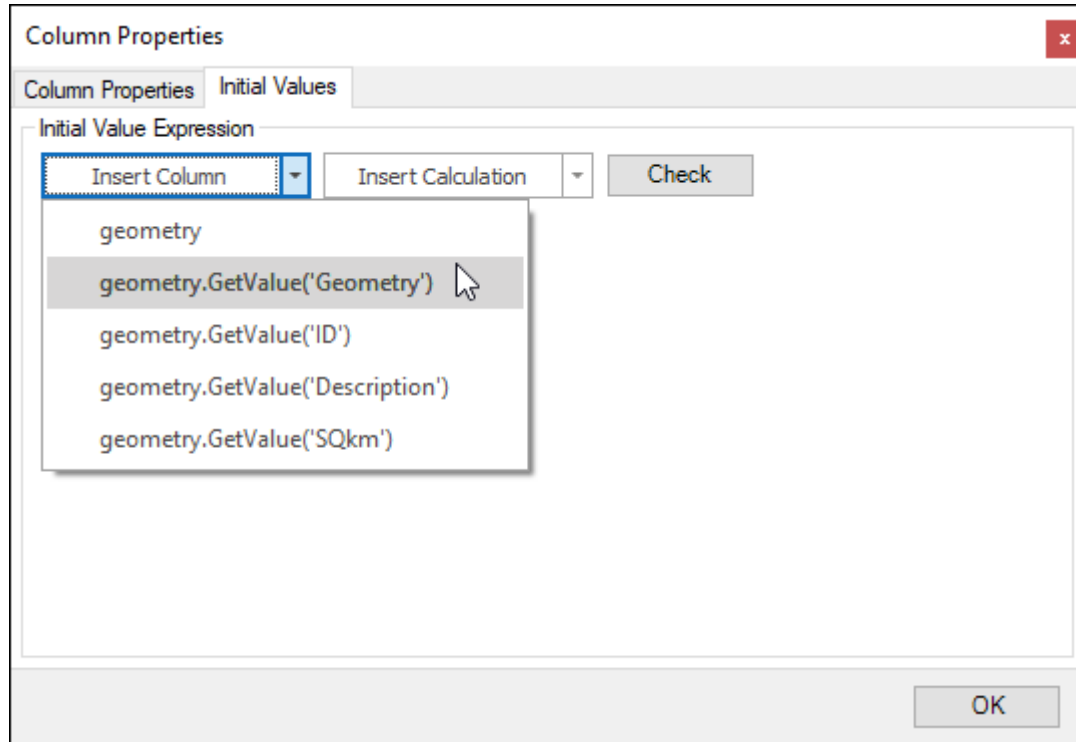 Column Properties
x
Column Properties Initial Values
Initial Value Expression
Insert Column Insert Calculation Check
geometry
geometry.GetValue('Geometry')
geometry.GetValue('ID')
geometry.GetValue('Description')
geometry.GetValue('SQkm')
OK